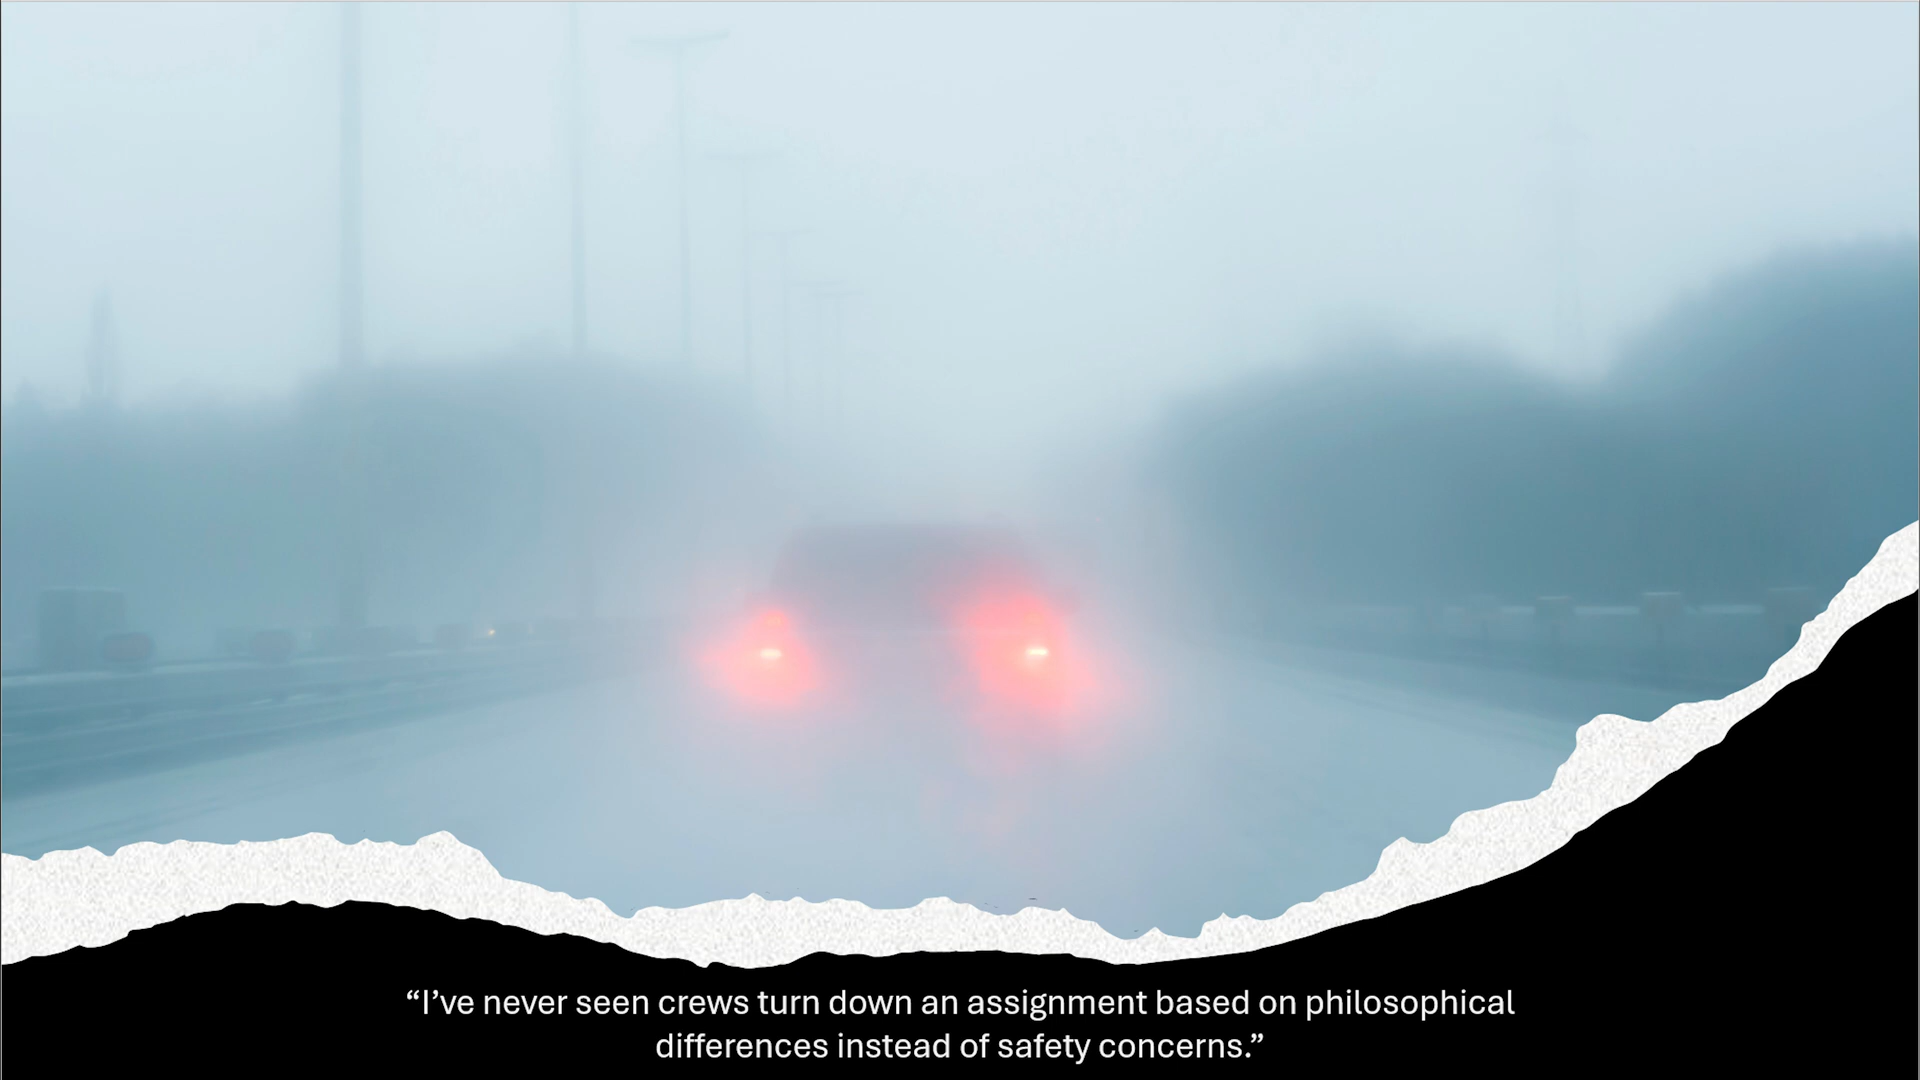 “I’ve never seen crews turn down an assignment based on philosophical
differences instead of safety concerns.”